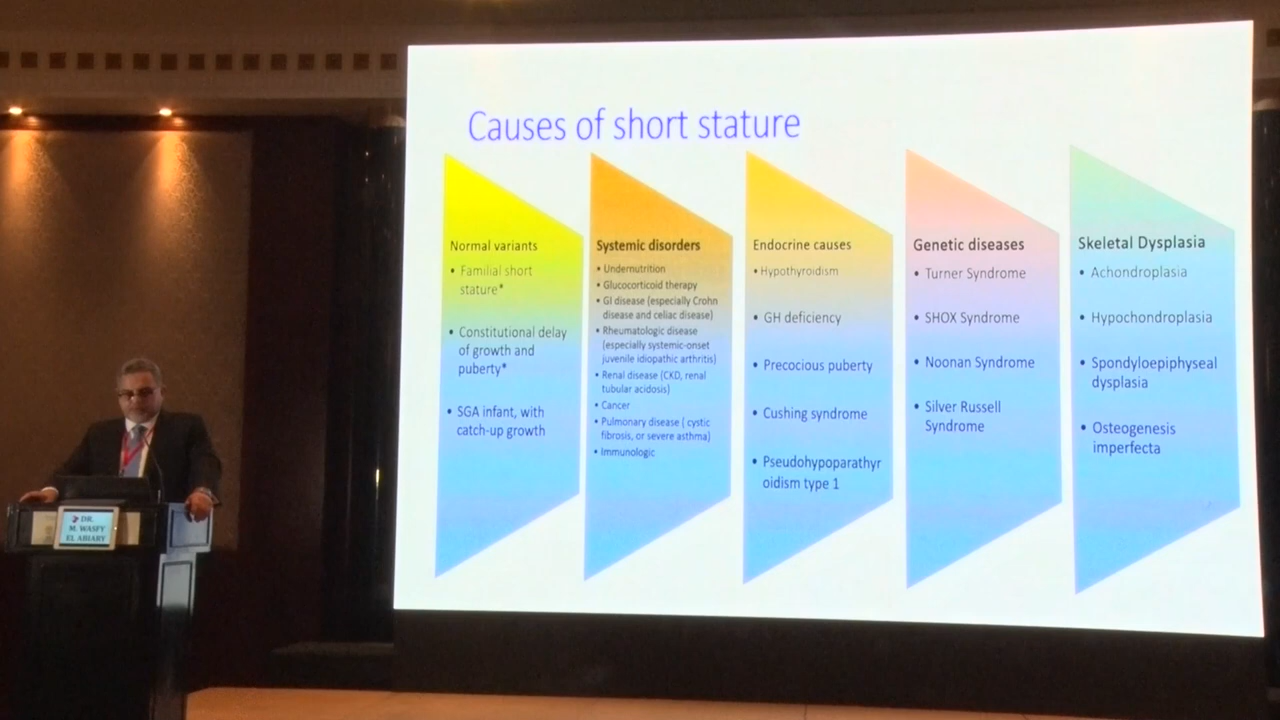 Causes of short stature
Normal variants
• Familial short
stature*
• Constitutional delay
of growth and
puberty*
• SGA infant, with
catch-up growth
Systemic disorders
• Undernutrition
• Glucocorticoid therapy
• GI disease (especially Crohn
disease and celiac disease)
• Rheumatologic disease
(especially systemic-onset
juvenile idiopathic arthritis)
• Renal disease (CKD, renal
tubular acidosis)
• Cancer
• Pulmonary disease ( cystic
fibrosis, or severe asthma)
• Immunologic
Endocrine causes
• Hypothyroidism
• GH deficiency
• Precocious puberty
• Cushing syndrome
• Pseudohypoparathyr
oidism type 1
Genetic diseases
• Turner Syndrome
• SHOX Syndrome
• Noonan Syndrome
• Silver Russell
Syndrome
Skeletal Dysplasia
• Achondroplasia
• Hypochondroplasia
• Spondyloepiphyseal
dysplasia
• Osteogenesis
imperfecta
DR.
M. WASFY
EL ABIARY